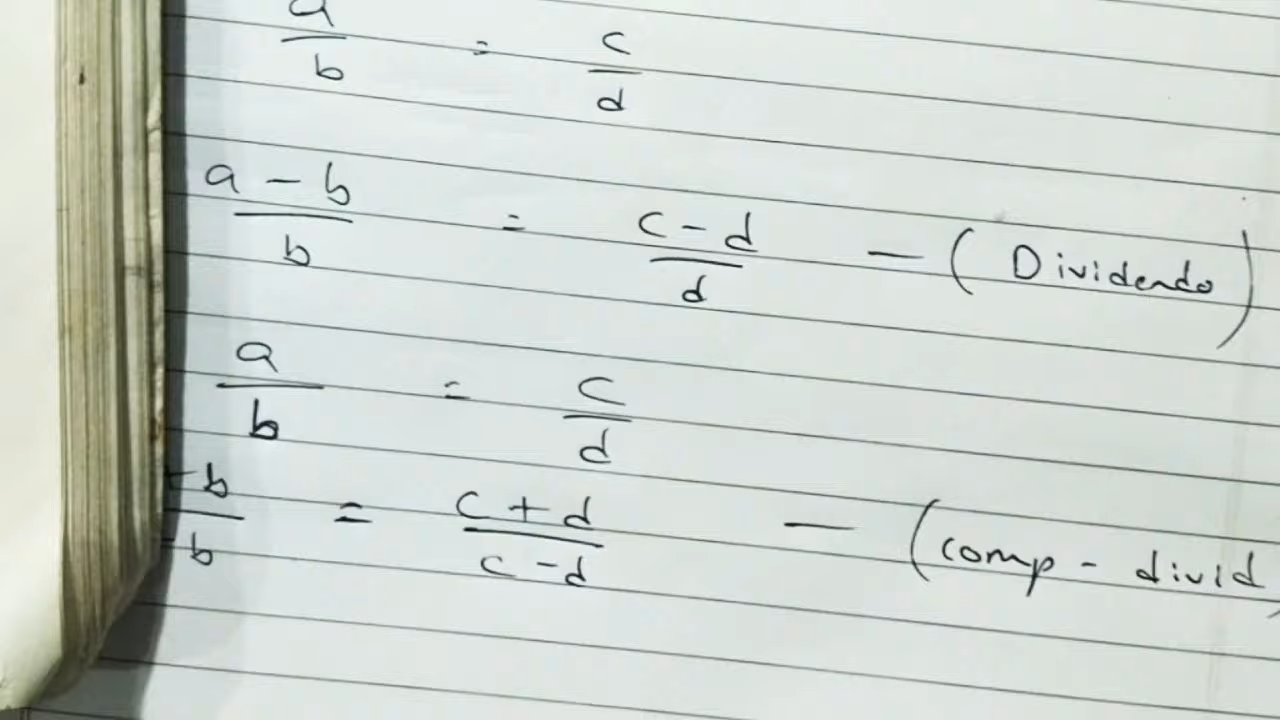 a
b = c
d
a - b
b = c - d
d — (Dividendo)
a
b = c
d
b
b = c + d
c - d — (comp - divid